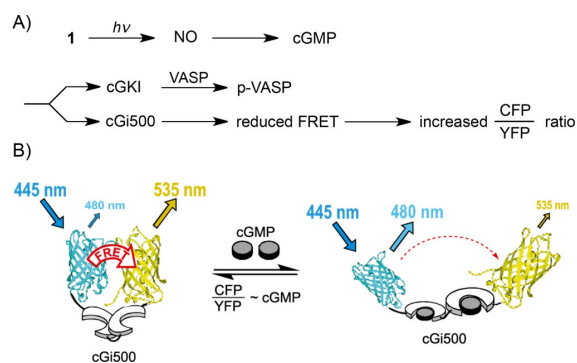 A)
1 hν NO cGMP
cGKI VASP p-VASP
cGi500 reduced FRET increased CFP/YFP ratio
B)
445 nm 480 nm 535 nm
FRET
cGMP
CFP/YFP ~ cGMP
cGi500
445 nm 480 nm 535 nm
cGi500